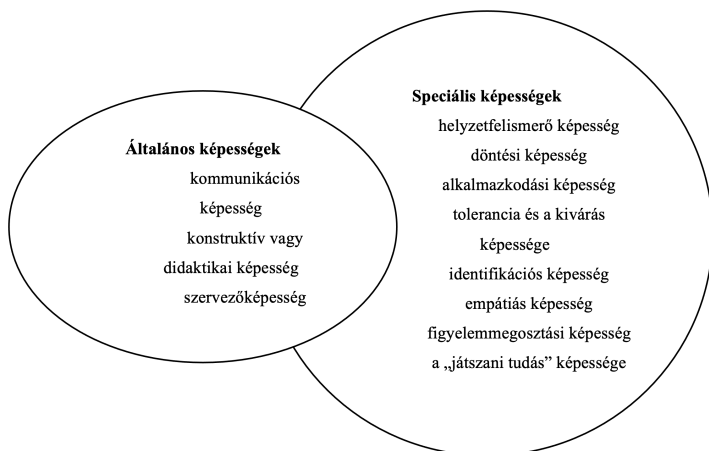 Általános képességek
kommunikációs
képesség
konstruktív vagy
didaktikai képesség
szervezőképesség
Speciális képességek
helyzetfelismerő képesség
döntési képesség
alkalmazkodási képesség
tolerancia és a kivárás
képessége
identifikációs képesség
empátiás képesség
figyelemmegosztási képesség
a „játszani tudás” képessége